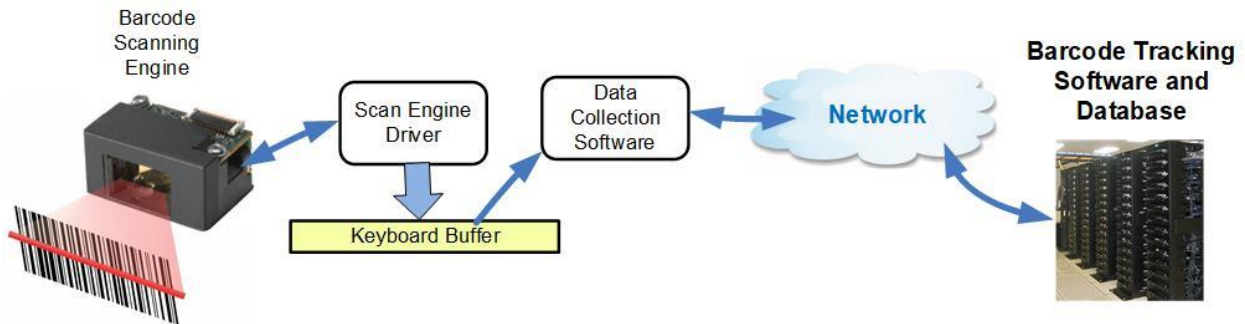 Barcode
Scanning
Engine
Scan Engine
Driver
Keyboard Buffer
Data
Collection
Software
Network
Barcode Tracking
Software and
Database